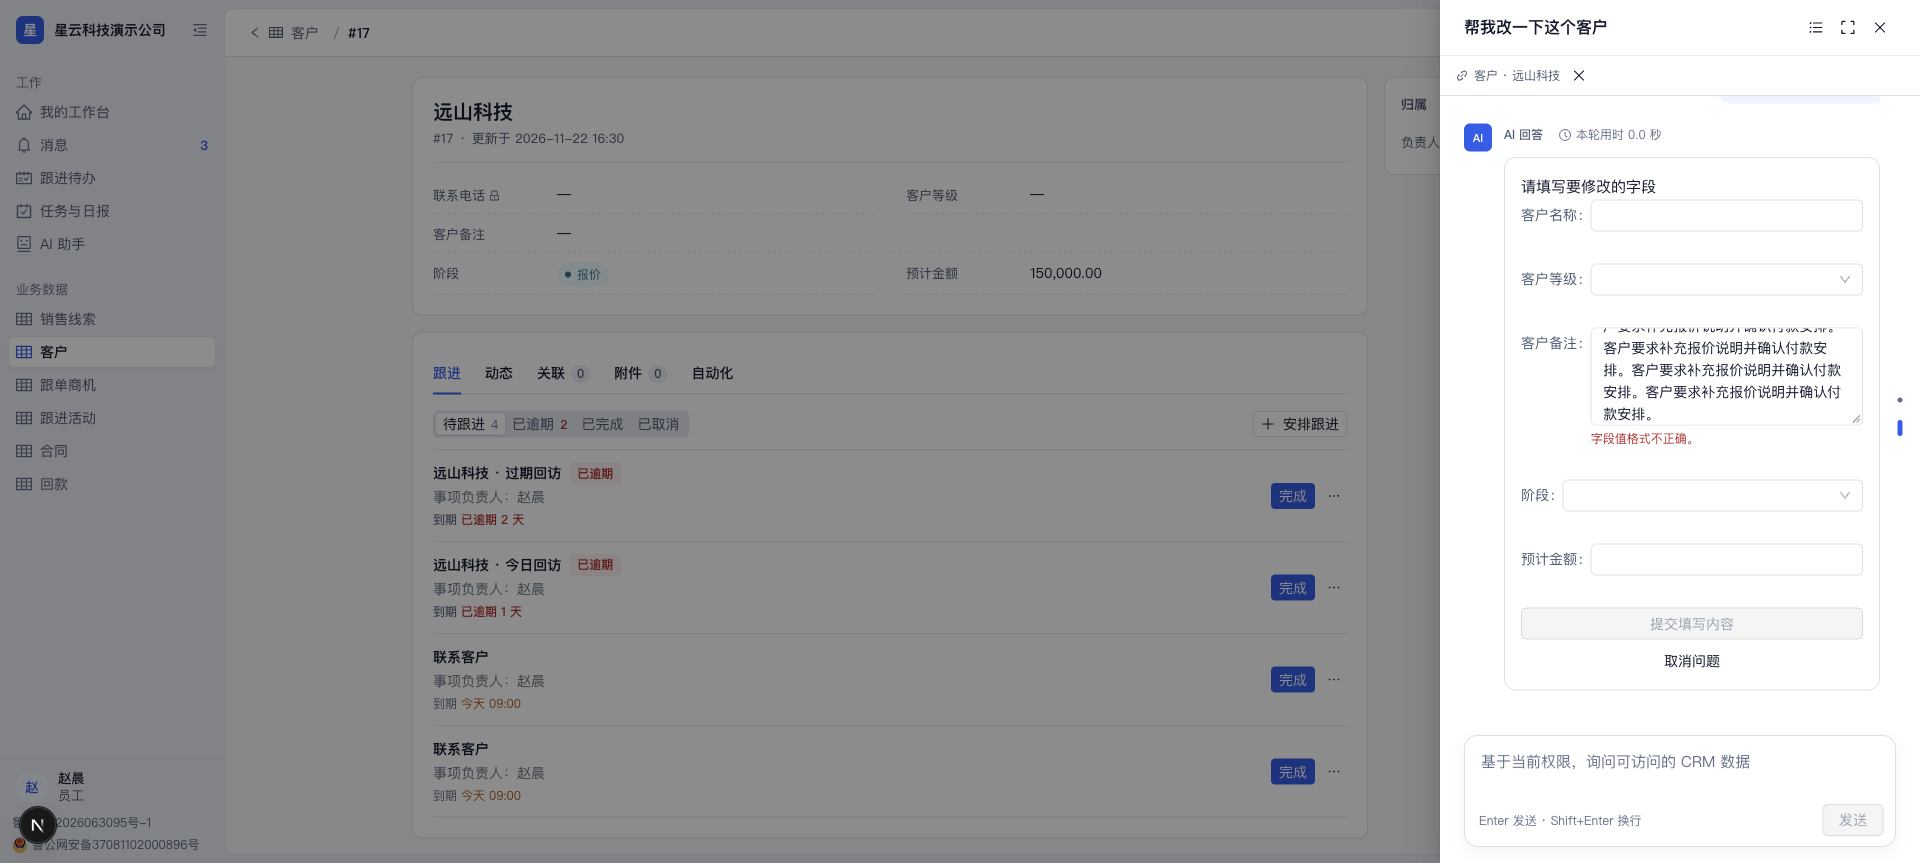 星 星云科技演示公司
工作
我的工作台
消息 3
跟进待办
任务与日报
AI 助手
业务数据
销售线索
客户
跟单商机
跟进活动
合同
回款
赵 赵晨
员工
N 2026063095号-1
公网安备37081102000896号
客户 / #17
远山科技
#17 · 更新于 2026-11-22 16:30
联系电话 — 客户等级 —
客户备注 —
阶段 报价 预计金额 150,000.00
归属
负责人
跟进 动态 关联 0 附件 0 自动化
待跟进 4 已逾期 2 已完成 已取消 安排跟进
远山科技 · 过期回访 已逾期
事项负责人：赵晨
到期 已逾期 2 天
完成 ···
远山科技 · 今日回访 已逾期
事项负责人：赵晨
到期 已逾期 1 天
完成 ···
联系客户
事项负责人：赵晨
到期 今天 09:00
完成 ···
联系客户
事项负责人：赵晨
到期 今天 09:00
完成 ···
帮我改一下这个客户
客户 · 远山科技
AI AI 回答 本轮用时 0.0 秒
请填写要修改的字段
客户名称：
客户等级：
客户备注：
户要求补充报价说明并确认付款安排。
客户要求补充报价说明并确认付款安
排。客户要求补充报价说明并确认付款
安排。客户要求补充报价说明并确认付
款安排。
字段值格式不正确。
阶段：
预计金额：
提交填写内容
取消问题
基于当前权限，询问可访问的 CRM 数据
Enter 发送 · Shift+Enter 换行
发送